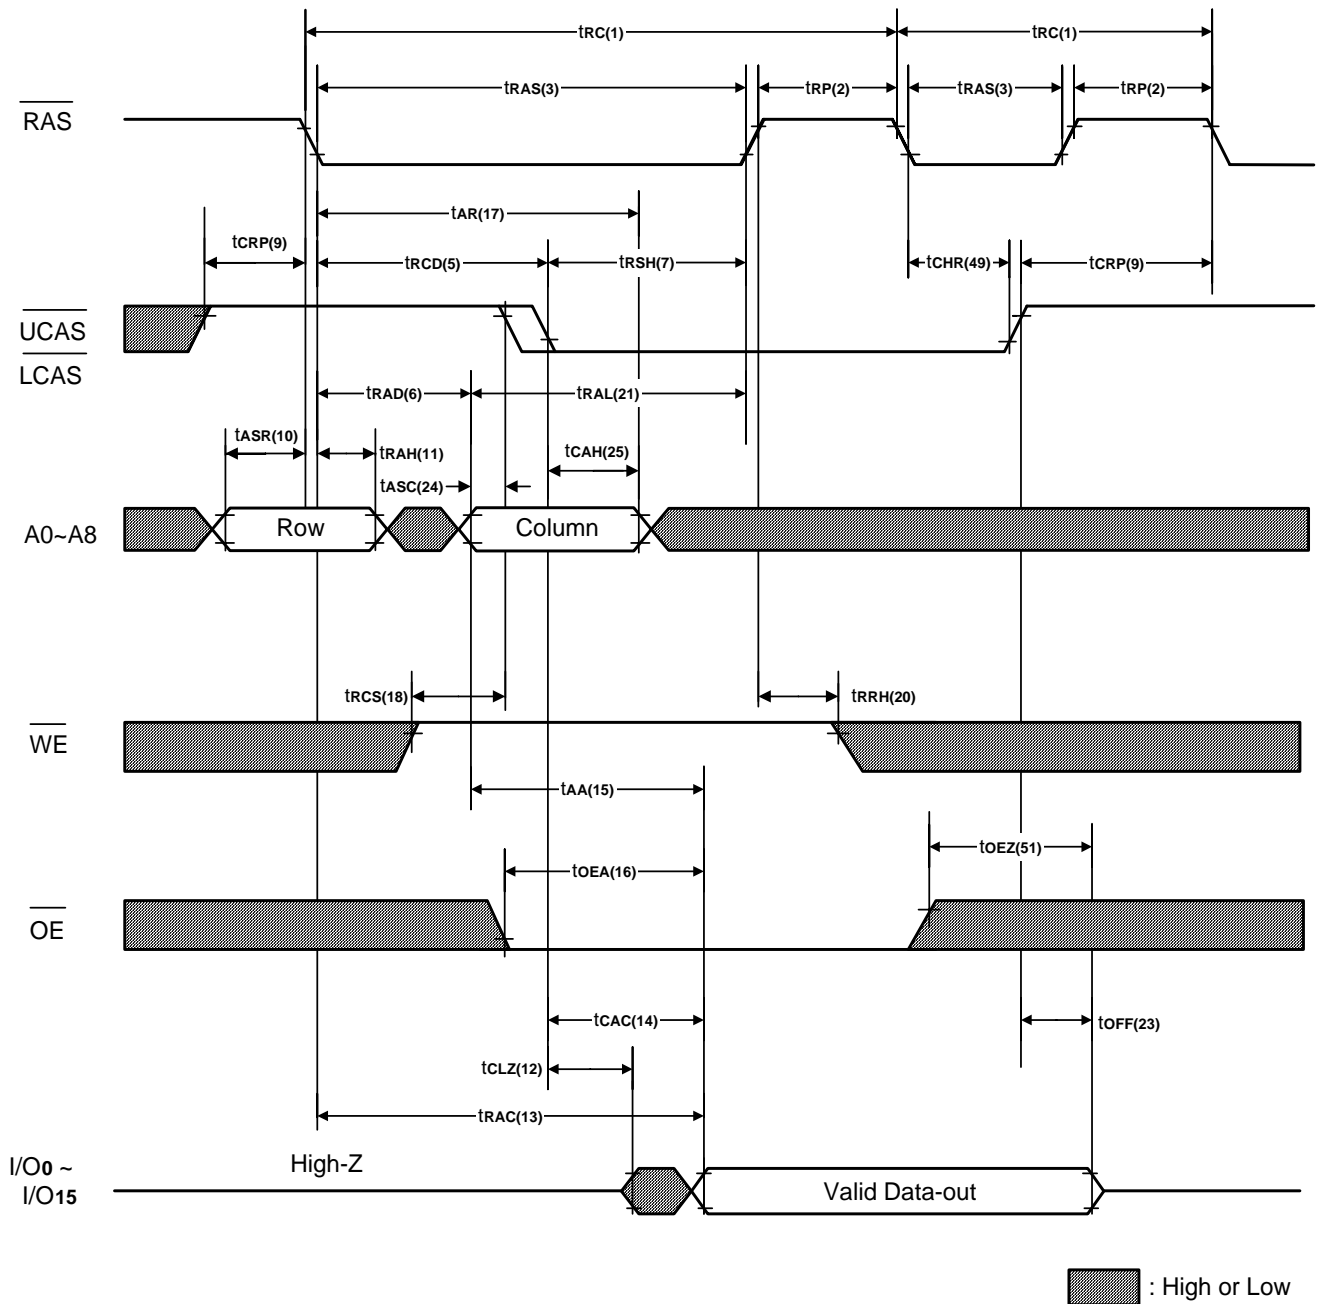 tRC(1) tRC(1)
tRAS(3) tRP(2) tRAS(3) tRP(2)
RAS
tAR(17)
tCRP(9) tRCD(5) tRSH(7) tCHR(49) tCRP(9)
UCAS
LCAS
tRAD(6) tRAL(21)
tASR(10) tRAH(11) tCAH(25)
tASC(24)
A0~A8 Row Column
tRCS(18) tRRH(20)
WE
tAA(15)
tOEZ(51)
tOEA(16)
OE
tCAC(14) tOFF(23)
tCLZ(12)
tRAC(13)
I/O0 ~ High-Z
I/O15 Valid Data-out
: High or Low